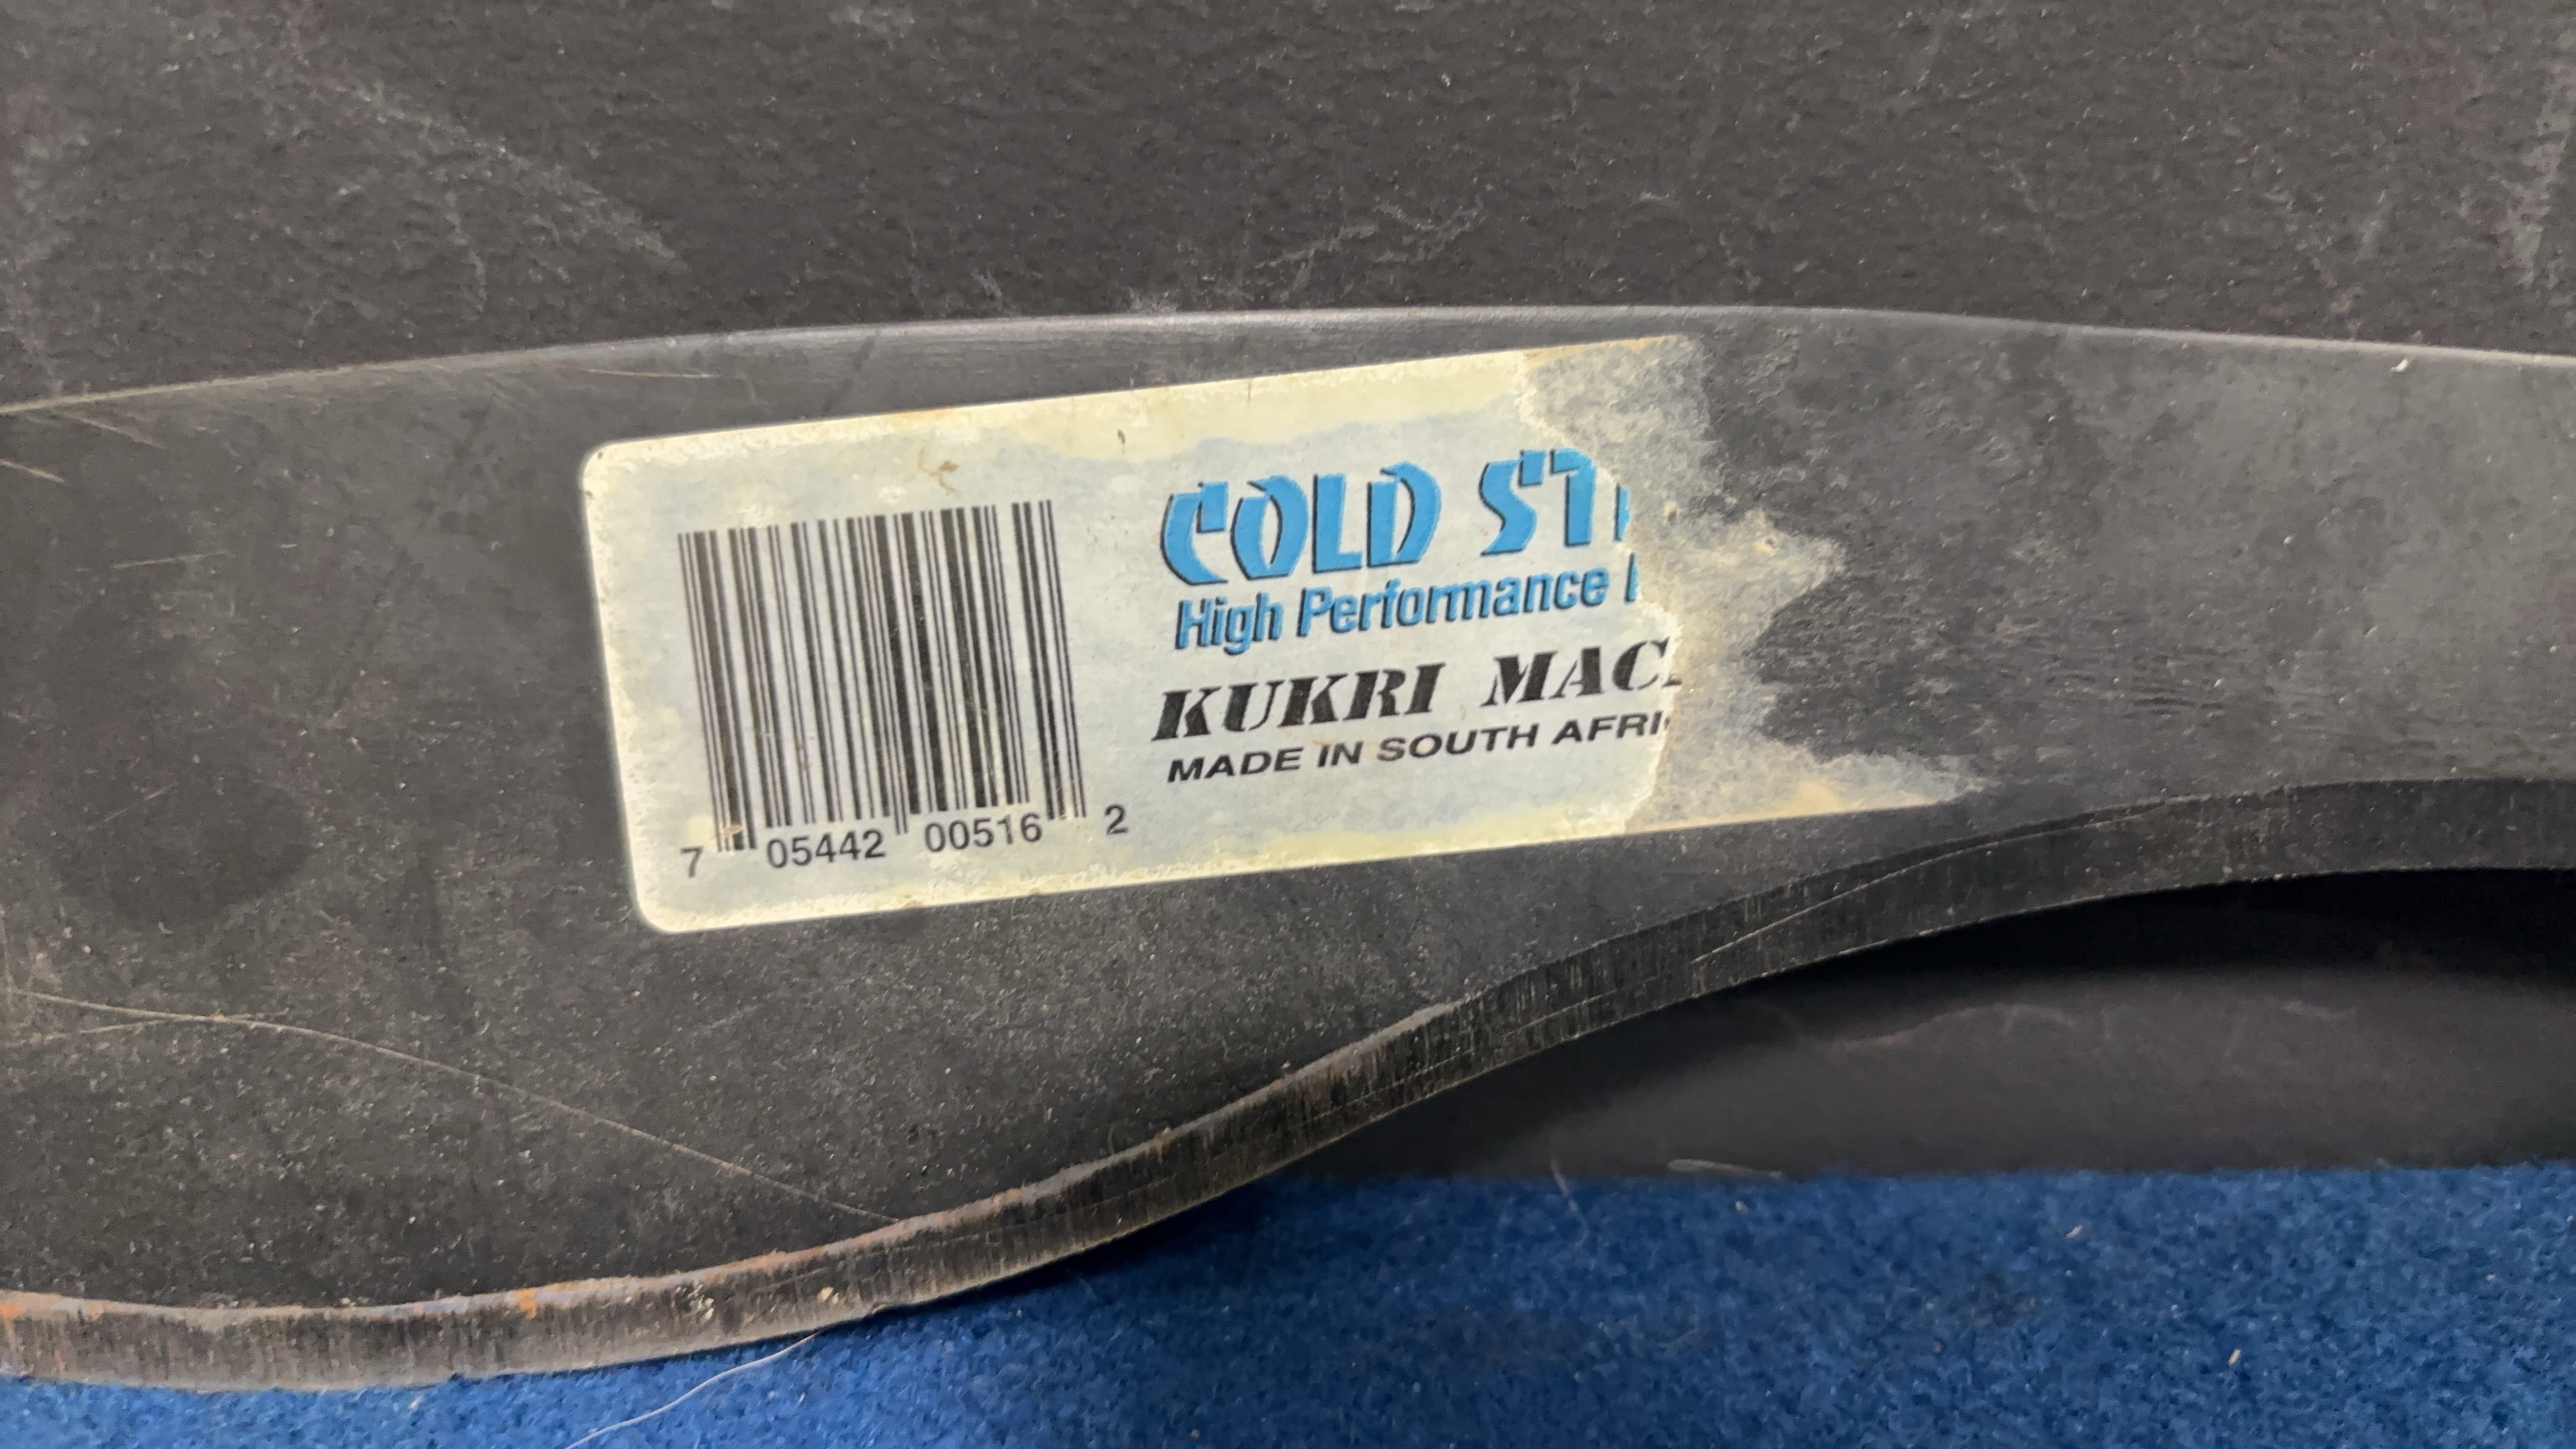 COLD ST
High Performance
KUKRI MAC
MADE IN SOUTH AFRI
7 05442 00516 2